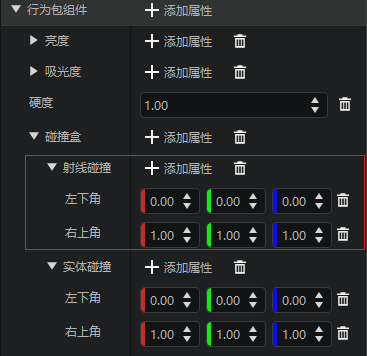 行为包组件 添加属性
亮度 添加属性
吸光度 添加属性
硬度 1.00
碰撞盒 添加属性
射线碰撞 添加属性
左下角 0.00 0.00 0.00
右上角 1.00 1.00 1.00
实体碰撞 添加属性
左下角 0.00 0.00 0.00
右上角 1.00 1.00 1.00